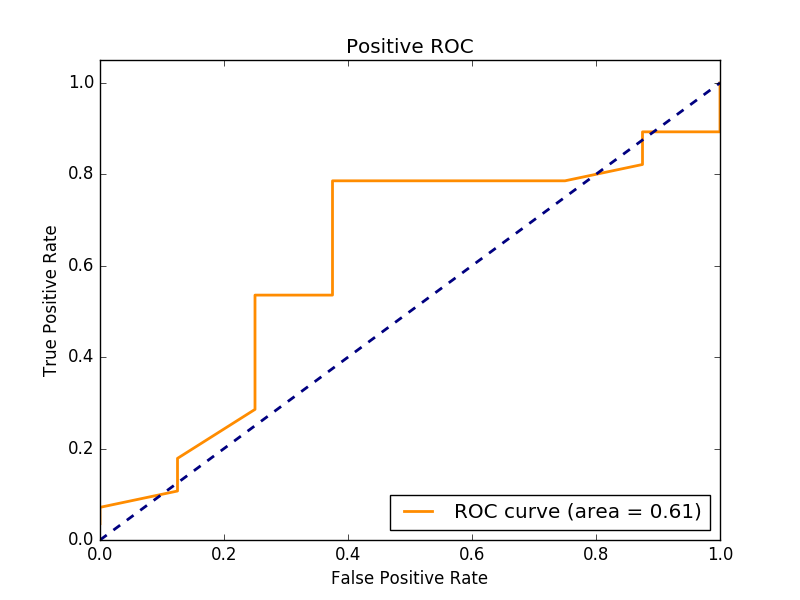 Positive ROC
1.0
0.8
0.6
0.4
0.2
0.0
True Positive Rate
ROC curve (area = 0.61)
0.0 0.2 0.4 0.6 0.8 1.0
False Positive Rate